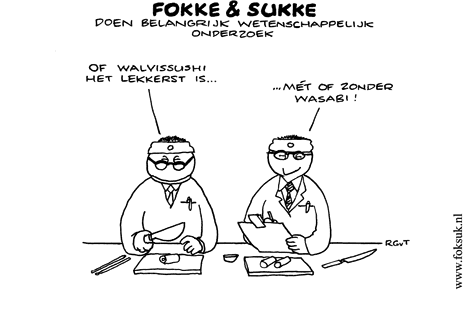 FOKKE & SUKKE
DOEN BELANGRIJK WETENSCHAPPELIJK
ONDERZOEK
OF WALVISSUSHI
HET LEKKERST IS...
...MÉT OF ZONDER
WASABI!
RGvT
www.foksuk.nl